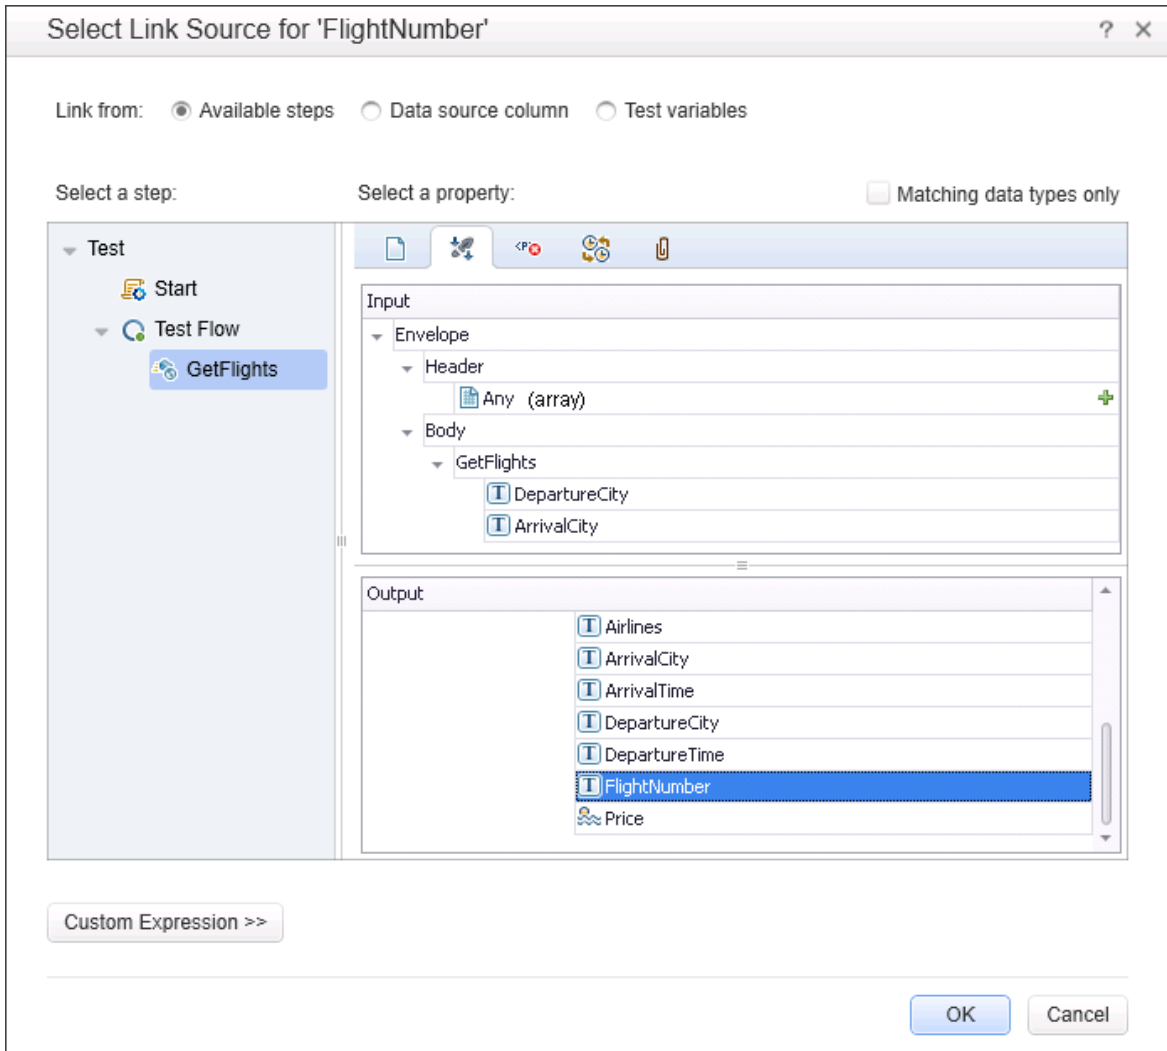 Select Link Source for 'FlightNumber' ?
Link from: Available steps Data source column Test variables
Select a step: Select a property: Matching data types only
Test
Start
Test Flow
GetFlights
<P>
Input
Envelope
Header
Any (array)
Body
GetFlights
T DepartureCity
T ArrivalCity
Output
T Airlines
T ArrivalCity
T ArrivalTime
T DepartureCity
T DepartureTime
T FlightNumber
Price
Custom Expression >>
OK Cancel